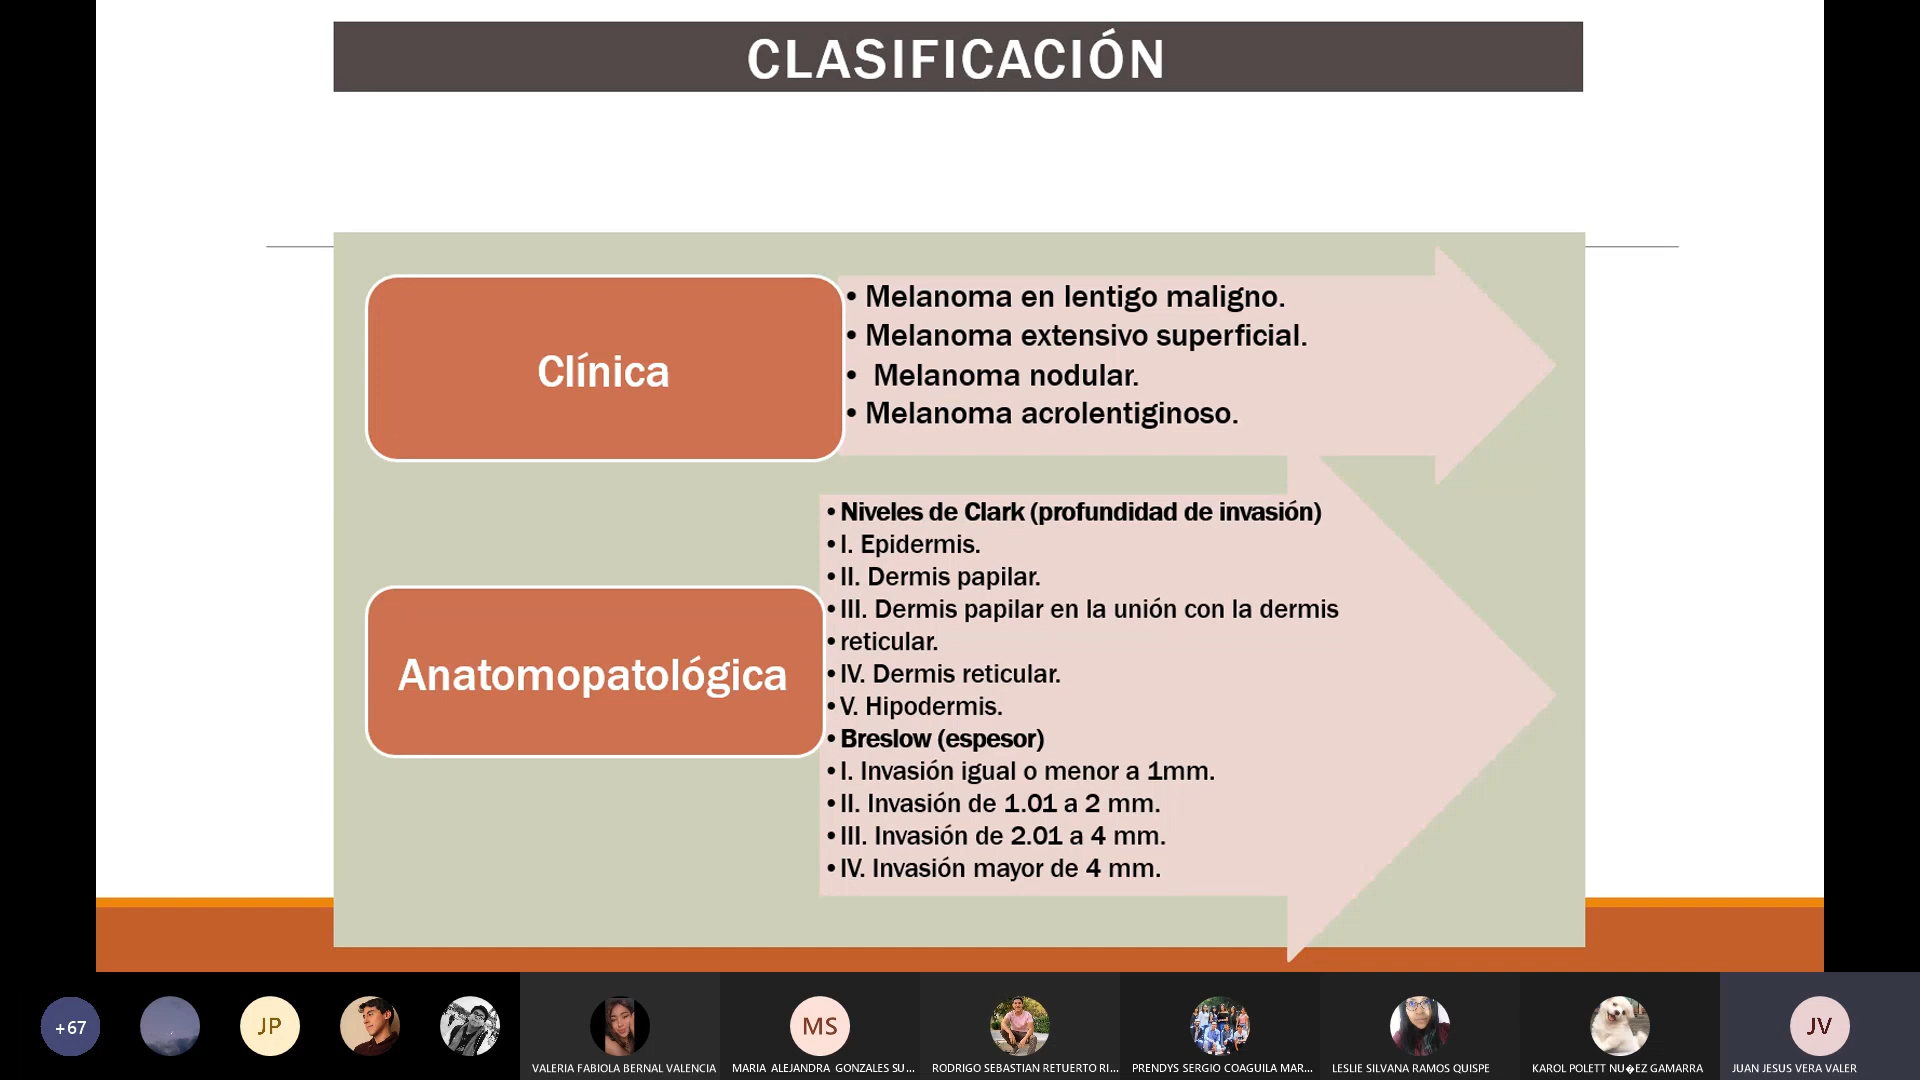 CLASIFICACIÓN
Clínica
• Melanoma en lentigo maligno.
• Melanoma extensivo superficial.
• Melanoma nodular.
• Melanoma acrolentiginoso.
Anatomopatológica
• Niveles de Clark (profundidad de invasión)
• I. Epidermis.
• II. Dermis papilar.
• III. Dermis papilar en la unión con la dermis
• reticular.
• IV. Dermis reticular.
• V. Hipodermis.
• Breslow (espesor)
• I. Invasión igual o menor a 1mm.
• II. Invasión de 1.01 a 2 mm.
• III. Invasión de 2.01 a 4 mm.
• IV. Invasión mayor de 4 mm.
+67
JP
MS
JV
VALERIA FABIOLA BERNAL VALENCIA
MARIA ALEJANDRA GONZALES SU...
RODRIGO SEBASTIAN RETUERTO RI...
PRENDYS SERGIO COAGUILA MAR...
LESLIE SILVANA RAMOS QUISPE
KAROL POLETT NU�EZ GAMARRA
JUAN JESUS VERA VALER